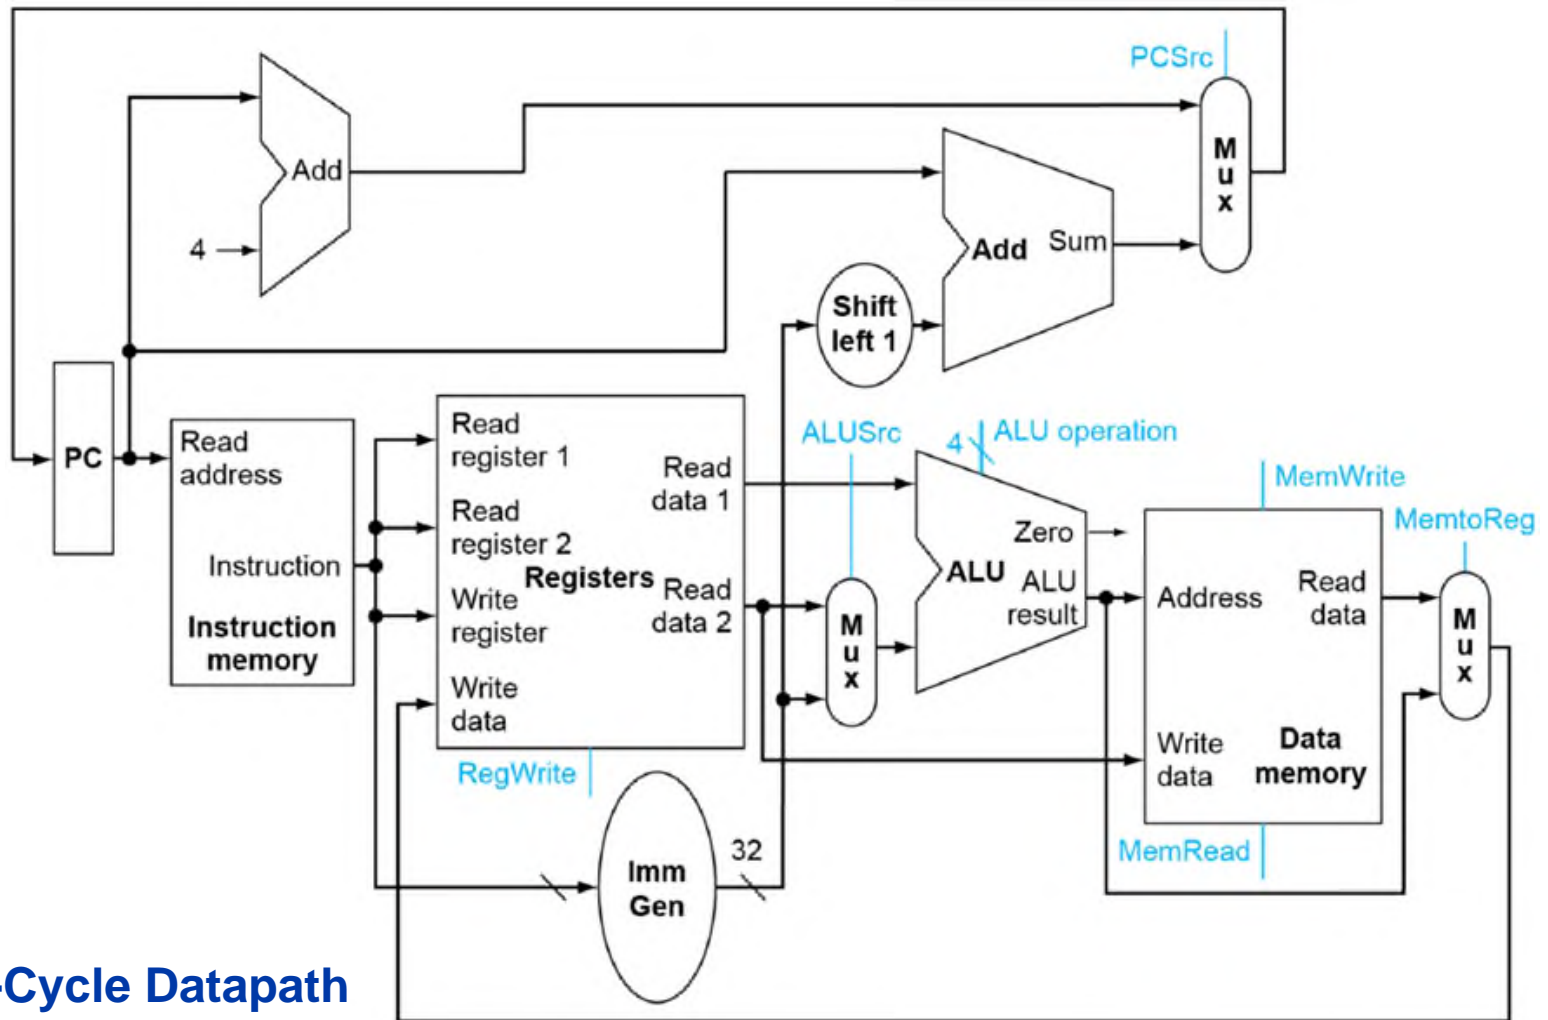 PCSrc
M
u
x
Add
4
Add
Sum
Shift
left 1
PC
Read
address
Instruction
Instruction
memory
Read
register 1
Read
register 2
Write
register
Write
data
Registers
Read
data 1
Read
data 2
RegWrite
Imm
Gen
32
ALUSrc
M
u
x
4
ALU operation
Zero
ALU
ALU
result
MemWrite
Address
Read
data
Write
data
Data
memory
MemRead
MemtoReg
M
u
x
-Cycle Datapath